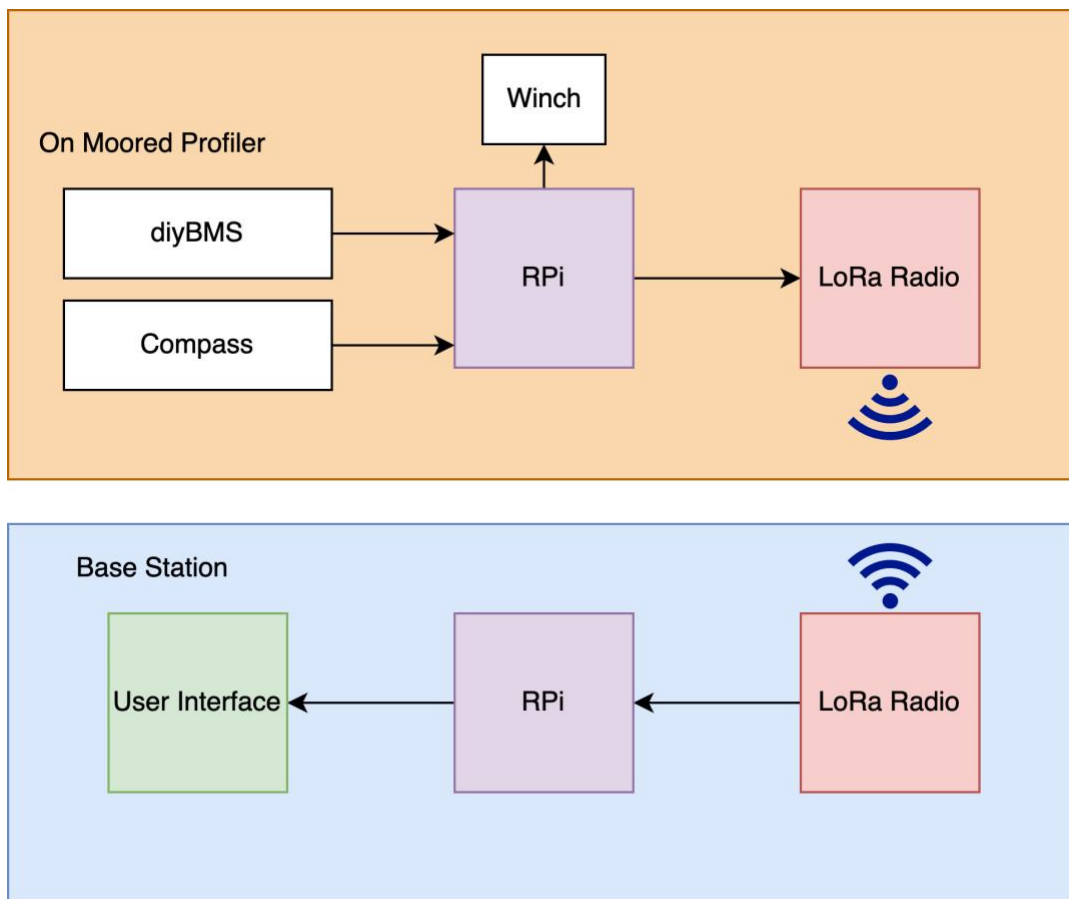 Winch
On Moored Profiler
diyBMS
RPi
LoRa Radio
Compass
Base Station
User Interface
RPi
LoRa Radio